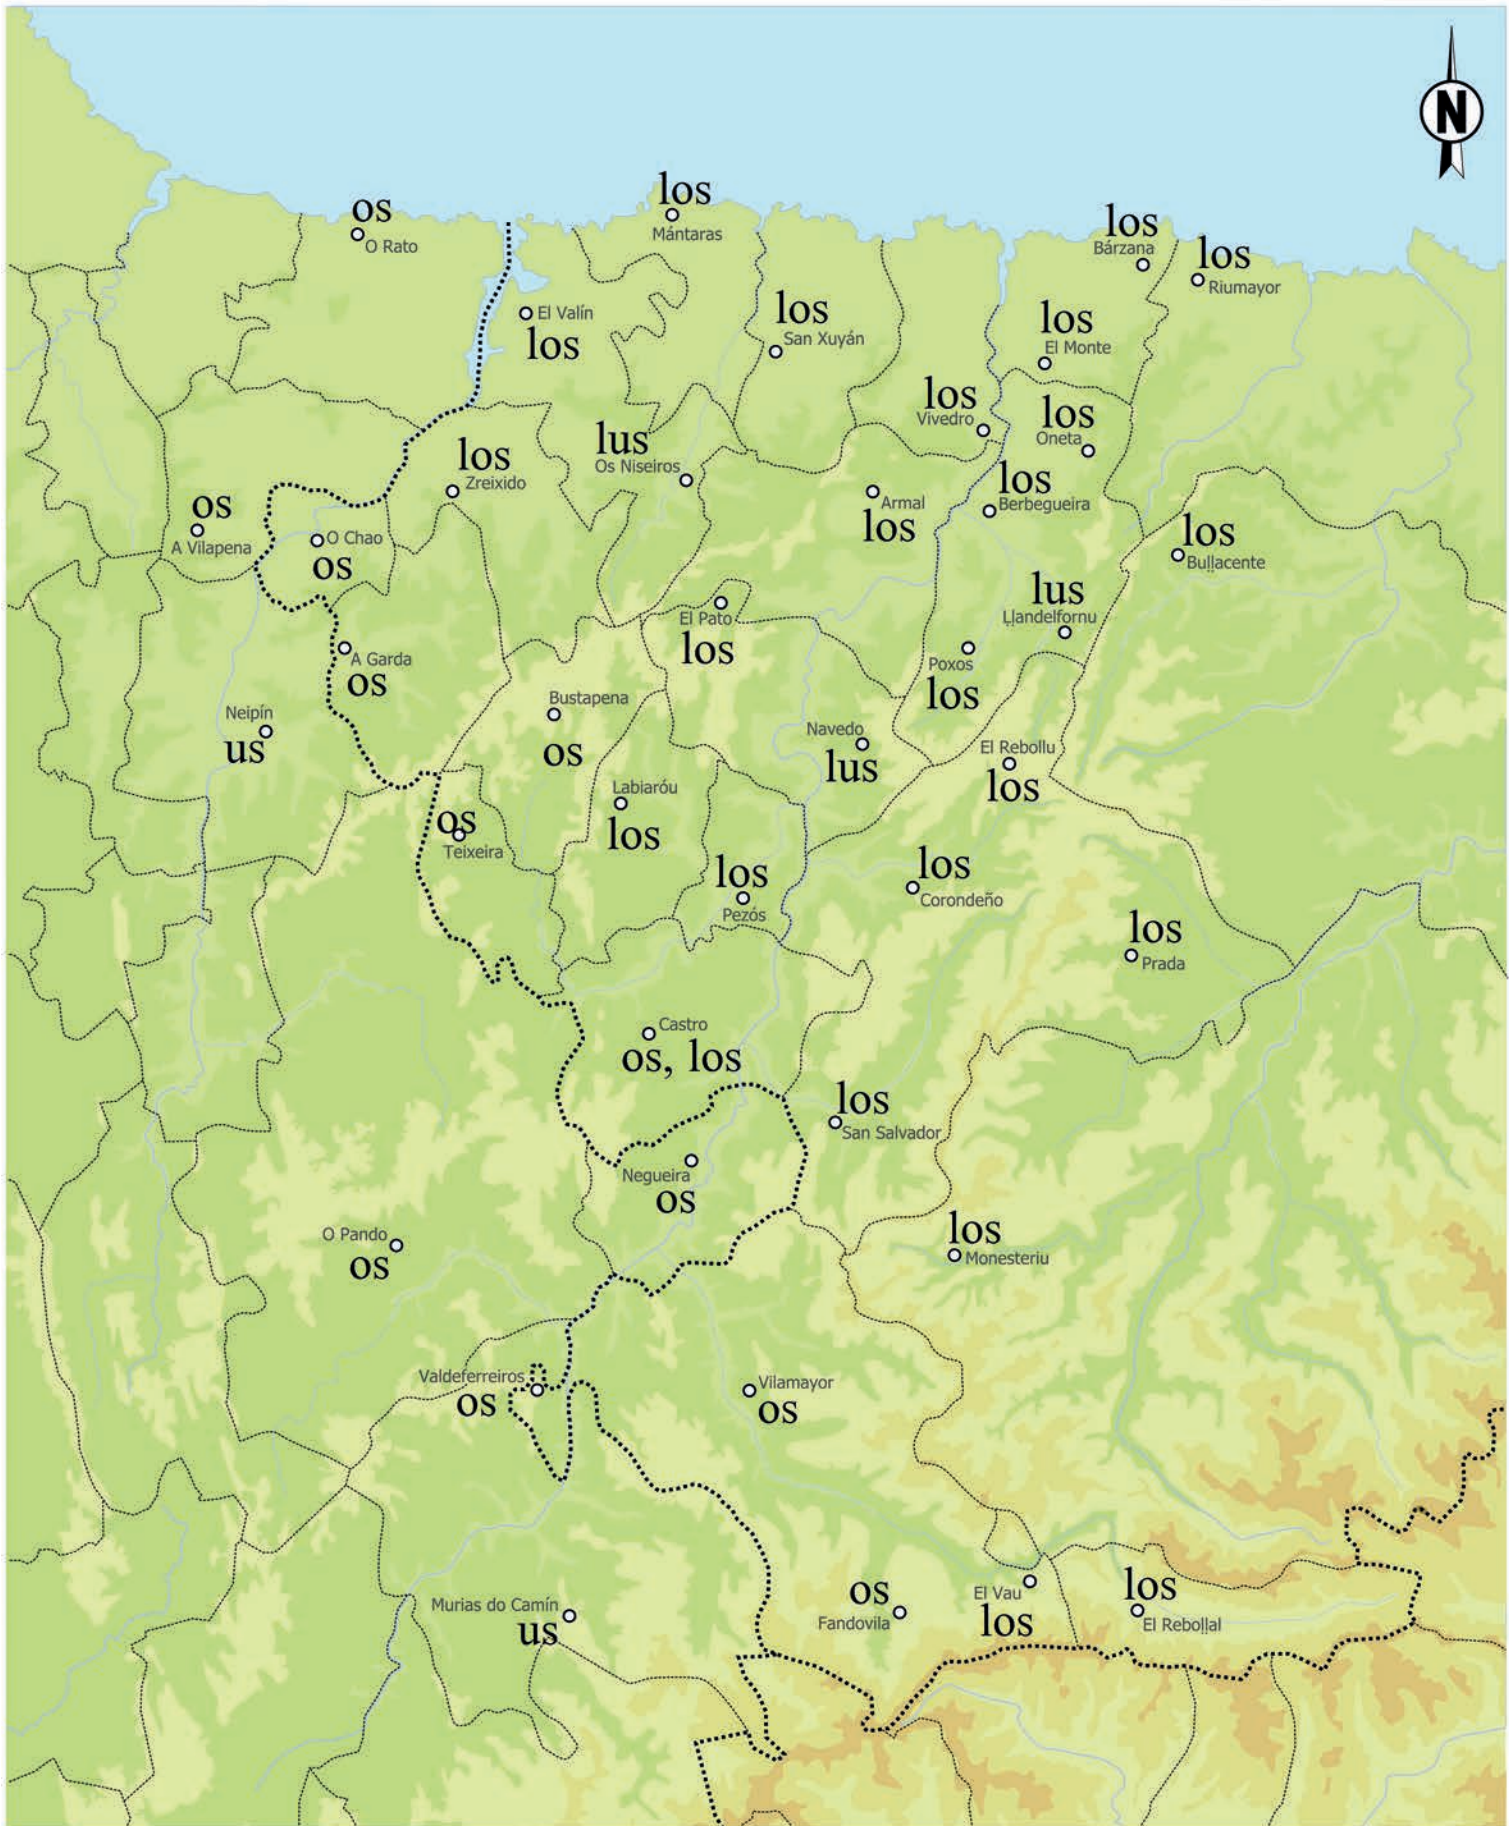 N
los
os
Mántaras
O Rato
los
Bárzana
los
Riumayor
El Valín
los
los
San Xuyán
los
El Monte
los
Vivedro
los
Oneta
lus
Os Niseiros
los
Zreixido
los
Berbegueira
os
A Vilapena
Armal
los
O Chao
os
los
Buḷḷacente
lus
Ḷḷandelfornu
El Pato
los
A Garda
os
Poxos
los
Bustapena
os
Neipín
us
Navedo
lus
El Rebollu
los
Labiaróu
los
os
Teixeira
los
Pezós
los
Corondeño
los
Prada
Castro
os, los
los
San Salvador
Negueira
os
O Pando
os
los
Monesteriu
Valdeferreiros
os
Vilamayor
os
os
Fandovila
El Vau
los
los
El Reboḷḷal
Murias do Camín
us